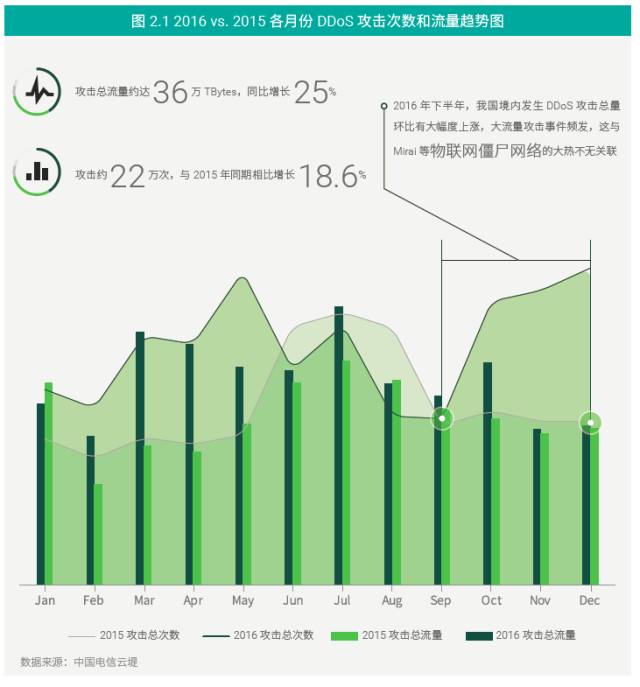 图 2.1 2016 vs. 2015 各月份 DDoS 攻击次数和流量趋势图
攻击总流量约达 36 万 TBytes，同比增长 25%
2016 年下半年，我国境内发生 DDoS 攻击总量
环比有大幅度上涨，大流量攻击事件频发，这与
Mirai 等物联网僵尸网络的大热不无关联
攻击约 22 万次，与 2015 年同期相比增长 18.6%
Jan Feb Mar Apr May Jun Jul Aug Sep Oct Nov Dec
2015 攻击总次数 2016 攻击总次数 2015 攻击总流量 2016 攻击总流量
数据来源：中国电信云堤